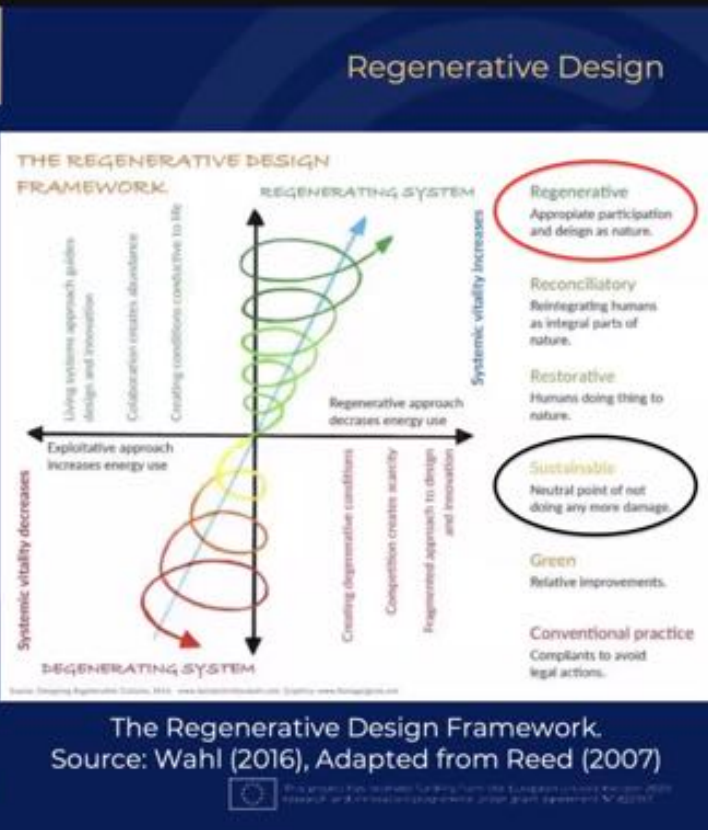 Regenerative Design
THE REGENERATIVE DESIGN
FRAMEWORK
REGENERATING SYSTEM
Living systems approach guides
design and innovation
Colaboration creates abundance
Creating conditions conductive to life
Systemic vitality increases
Regenerative approach
decrases energy use
Exploitative approach
increases energy use
Systemic vitality decreases
Creating degenerative conditions
Competition creates scarcity
Fragmented approach to design
and innovation
DEGENERATING SYSTEM
Regenerative
Appropiate participation
and deisgn as nature.
Reconciliatory
Reintegrating humans
as integral parts of
nature.
Restorative
Humans doing thing to
nature.
Sustainable
Neutral point of not
doing any more damage.
Green
Relative improvements.
Conventional practice
Compliants to avoid
legal actions.
The Regenerative Design Framework.
Source: Wahl (2016), Adapted from Reed (2007)